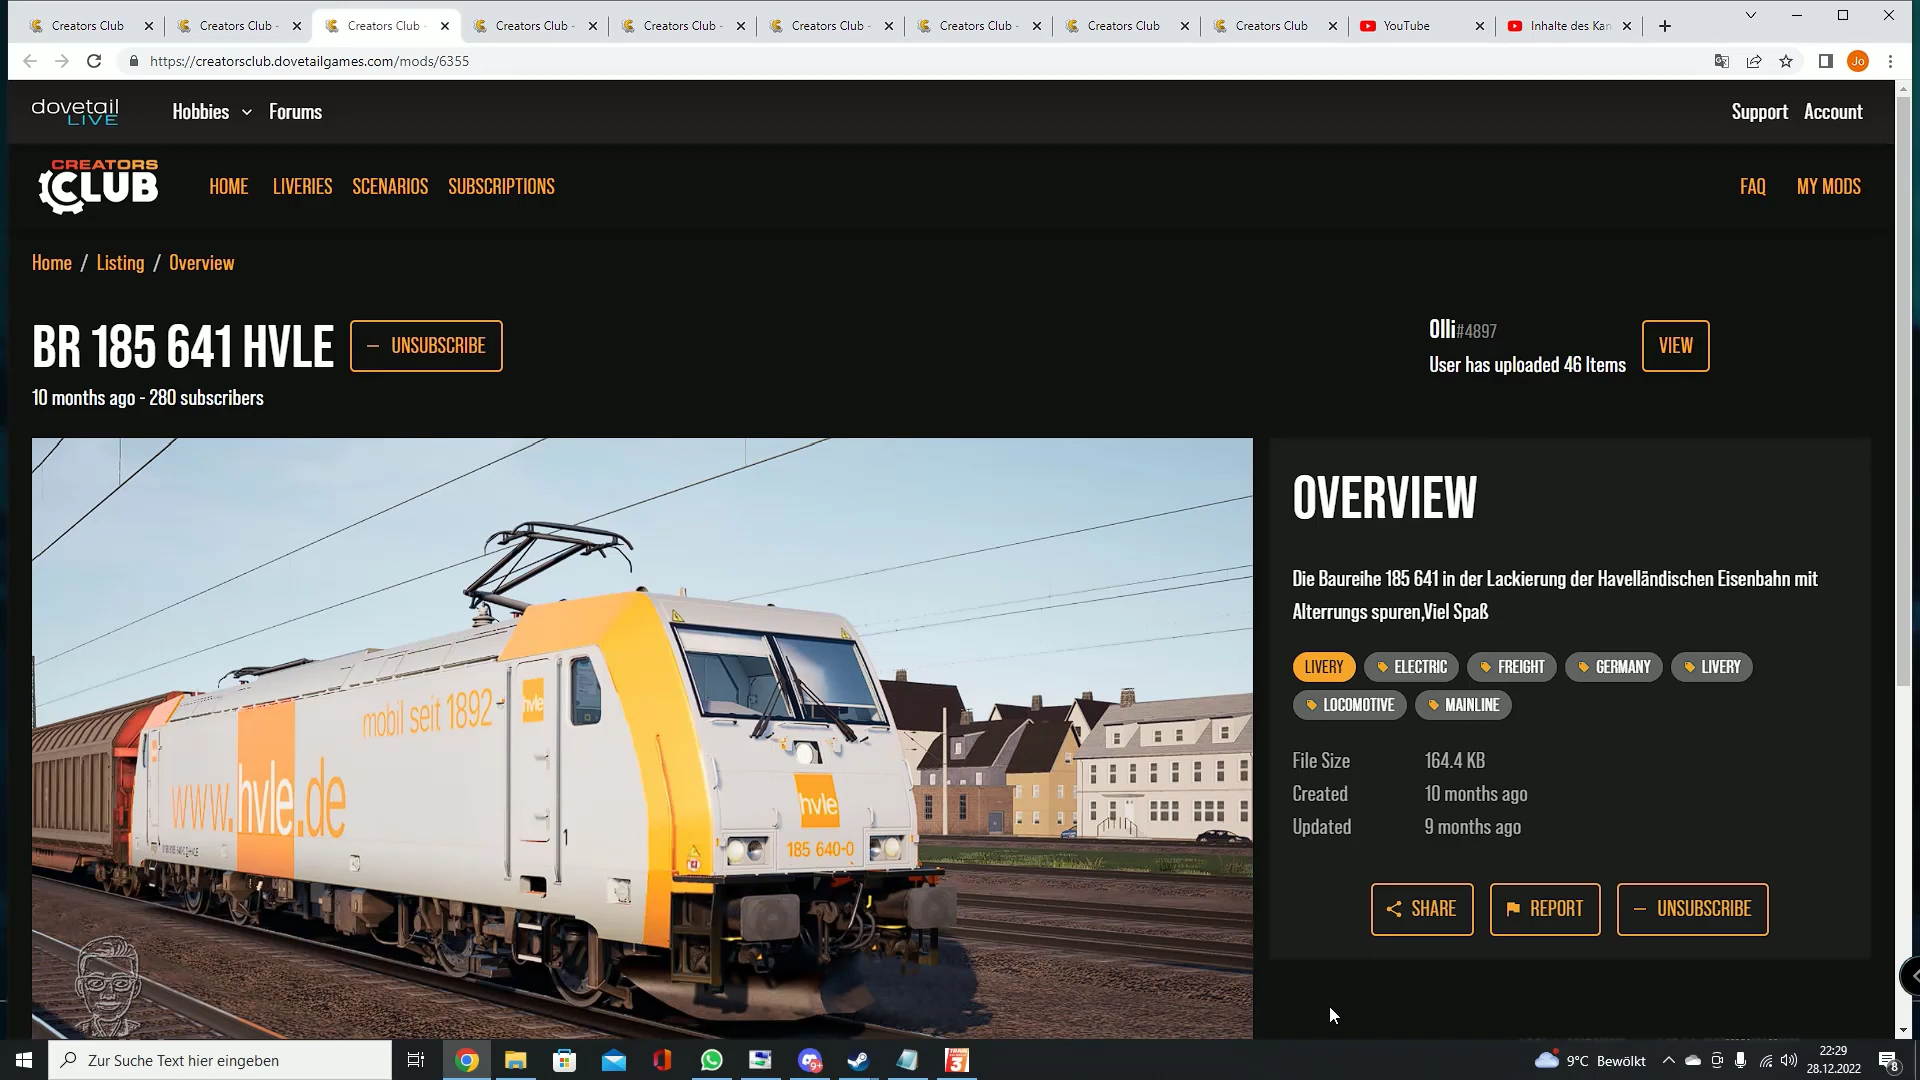 Creators Club
Creators Club -
Creators Club -
Creators Club -
Creators Club -
Creators Club -
Creators Club -
Creators Club
Creators Club
YouTube
Inhalte des Kan
https://creatorsclub.dovetailgames.com/mods/6355
Jo
dovetail
LIVE
Hobbies
Forums
Support
Account
CREATORS
CLUB
HOME
LIVERIES
SCENARIOS
SUBSCRIPTIONS
FAQ
MY MODS
Home / Listing / Overview
BR 185 641 HVLE
— UNSUBSCRIBE
Olli#4897
User has uploaded 46 Items
VIEW
10 months ago - 280 subscribers
mobil seit 1892
hvle
www.hvle.de
hvle
185 640-0
1
OVERVIEW
Die Baureihe 185 641 in der Lackierung der Havelländischen Eisenbahn mit
Alterrungs spuren,Viel Spaß
LIVERY
ELECTRIC
FREIGHT
GERMANY
LIVERY
LOCOMOTIVE
MAINLINE
File Size 164.4 KB
Created 10 months ago
Updated 9 months ago
SHARE
REPORT
— UNSUBSCRIBE
Zur Suche Text hier eingeben
9+
3
9°C Bewölkt
22:29
28.12.2022
8